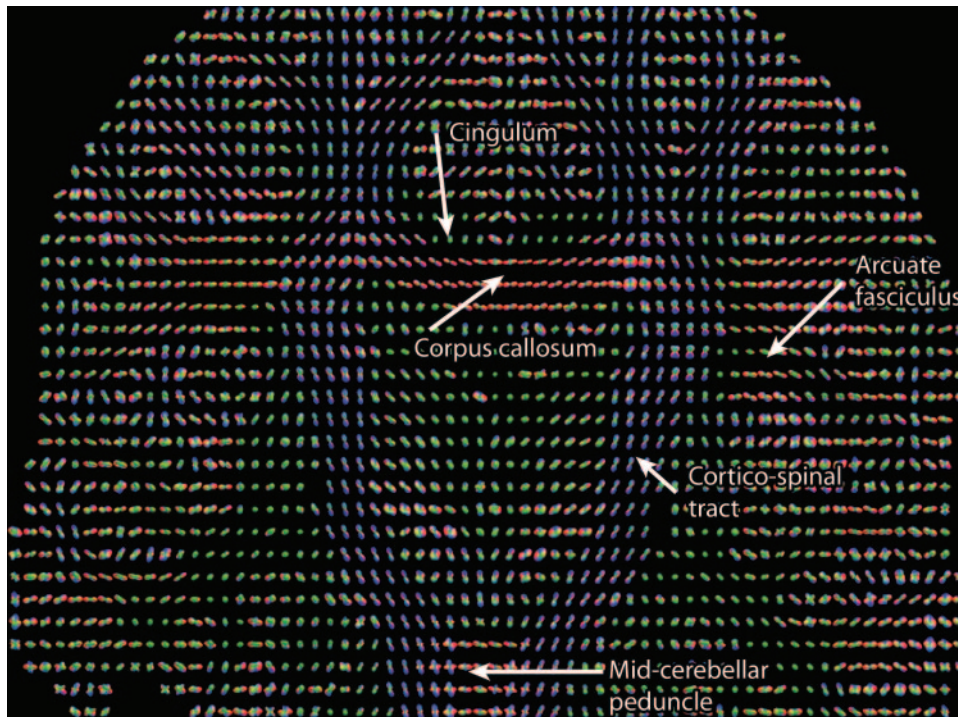 Cingulum
Arcuate
fasciculus
Corpus callosum
Cortico-spinal
tract
Mid-cerebellar
peduncle